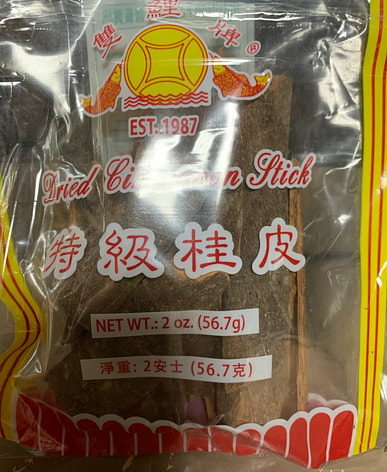 雙鯉牌®
EST. 1987
Dried Cinnamon Stick
特級桂皮
NET WT.: 2 oz. (56.7g)
淨重: 2安士 (56.7克)